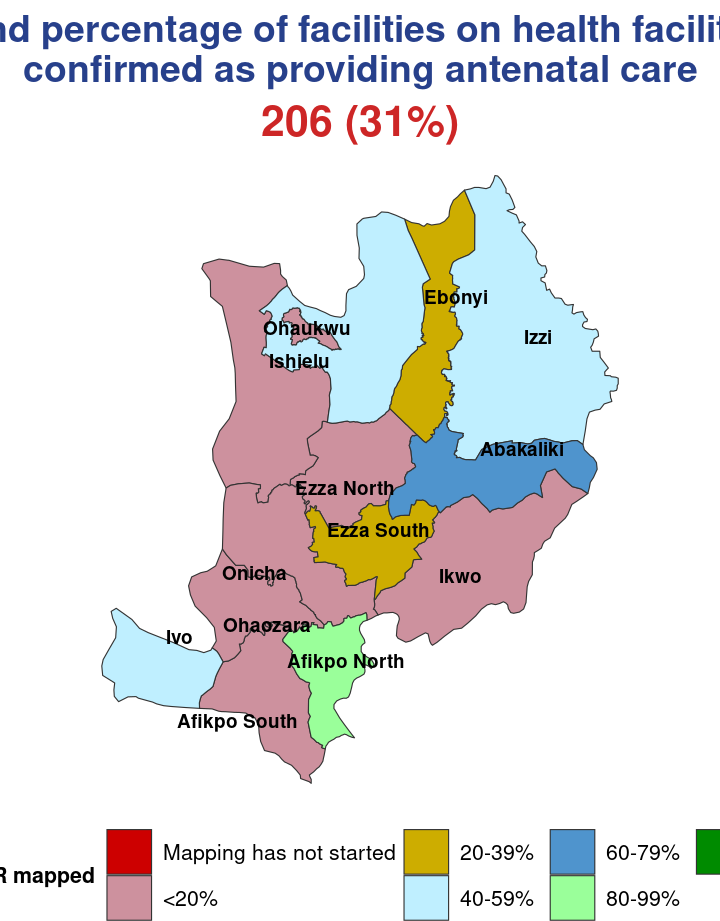 nd percentage of facilities on health facilit
confirmed as providing antenatal care
206 (31%)
Ebonyi
Ohaukwu
Izzi
Ishielu
Abakaliki
Ezza North
Ezza South
Onicha
Ikwo
Ohaozara
Ivo
Afikpo North
Afikpo South
Mapping has not started
20-39%
60-79%
R mapped
<20%
40-59%
80-99%